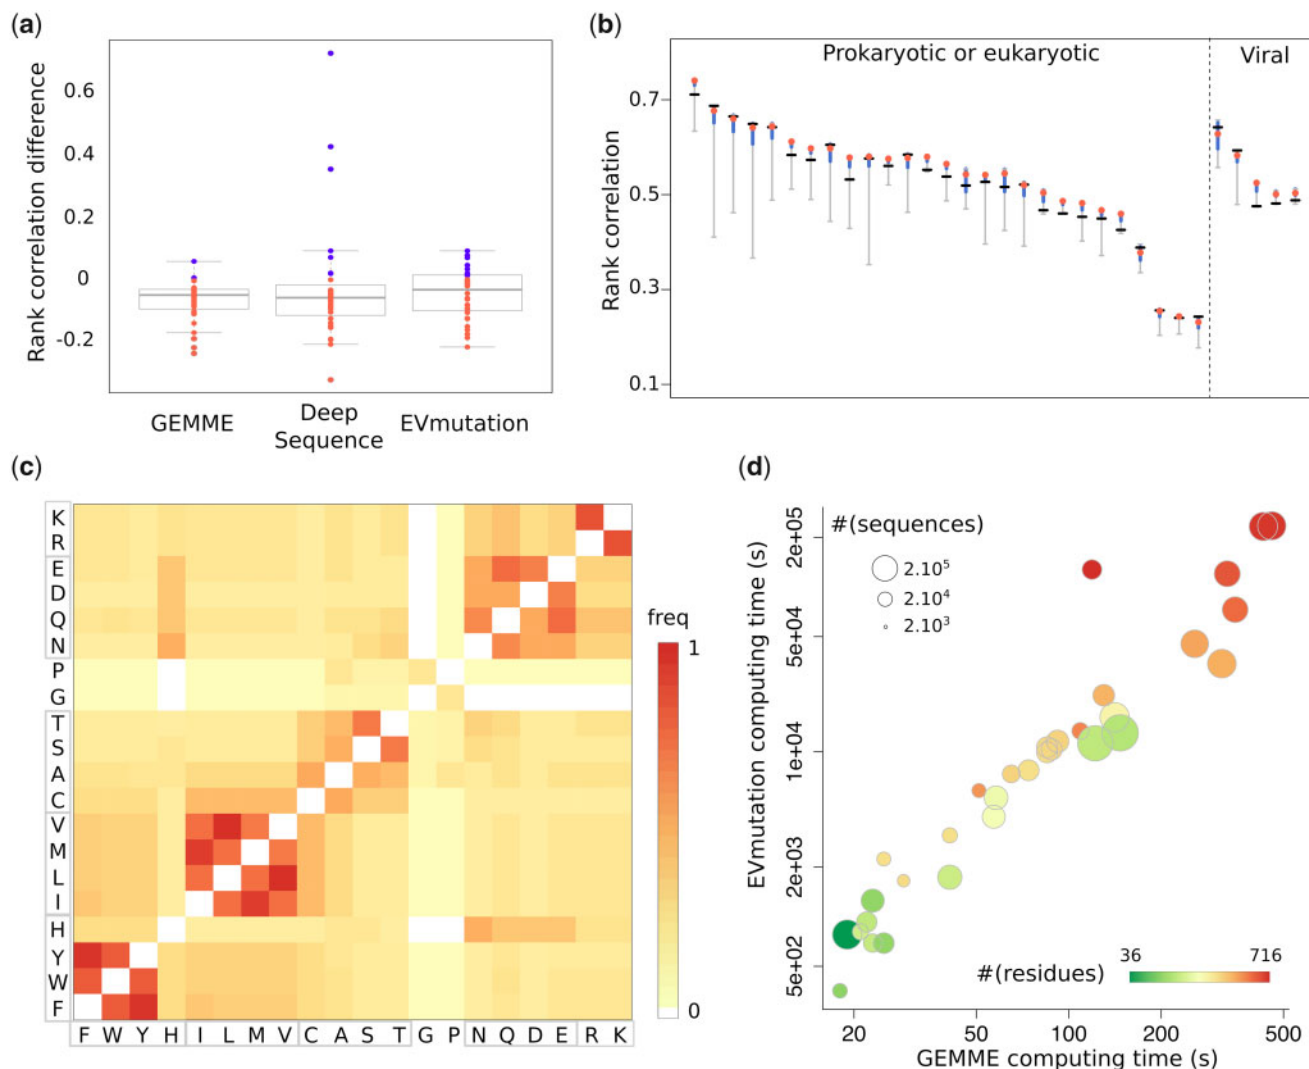 (a)
Rank correlation difference
0.6
0.4
0.2
0
-0.2
GEMME
Deep
Sequence
EVmutation
(b)
Prokaryotic or eukaryotic
Viral
Rank correlation
0.7
0.5
0.3
0.1
(c)
K
R
E
D
Q
N
P
G
T
S
A
C
V
M
L
I
H
Y
W
F
F W Y H I L M V C A S T G P N Q D E R K
freq
1
0
(d)
#(sequences)
2.10⁵
2.10⁴
2.10³
EVmutation computing time (s)
2e+05
5e+04
1e+04
2e+03
5e+02
36 716
#(residues)
20 50 100 200 500
GEMME computing time (s)